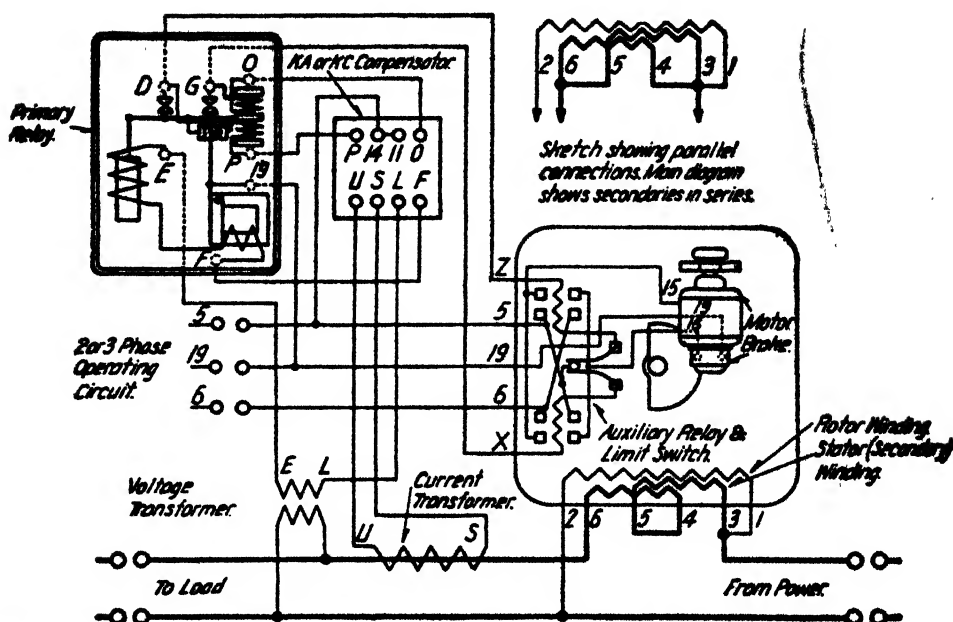 KA or KC Compensator.
Primary
Relay.
D G O
E P 19
F
P 14 11 O
U S L F
2 6 5 4 3 1
Sketch showing parallel
connections. Main diagram
shows secondaries in series.
2 or 3 Phase
Operating
Circuit.
5
19
6
Z
5
19
6
X
15
19
18
Motor
Brake.
Auxiliary Relay &
Limit Switch.
Rotor Winding.
Stator (Secondary)
Winding.
2 6 5 4 3 1
Voltage
Transformer.
E L
Current
Transformer.
U S
To Load
From Power.